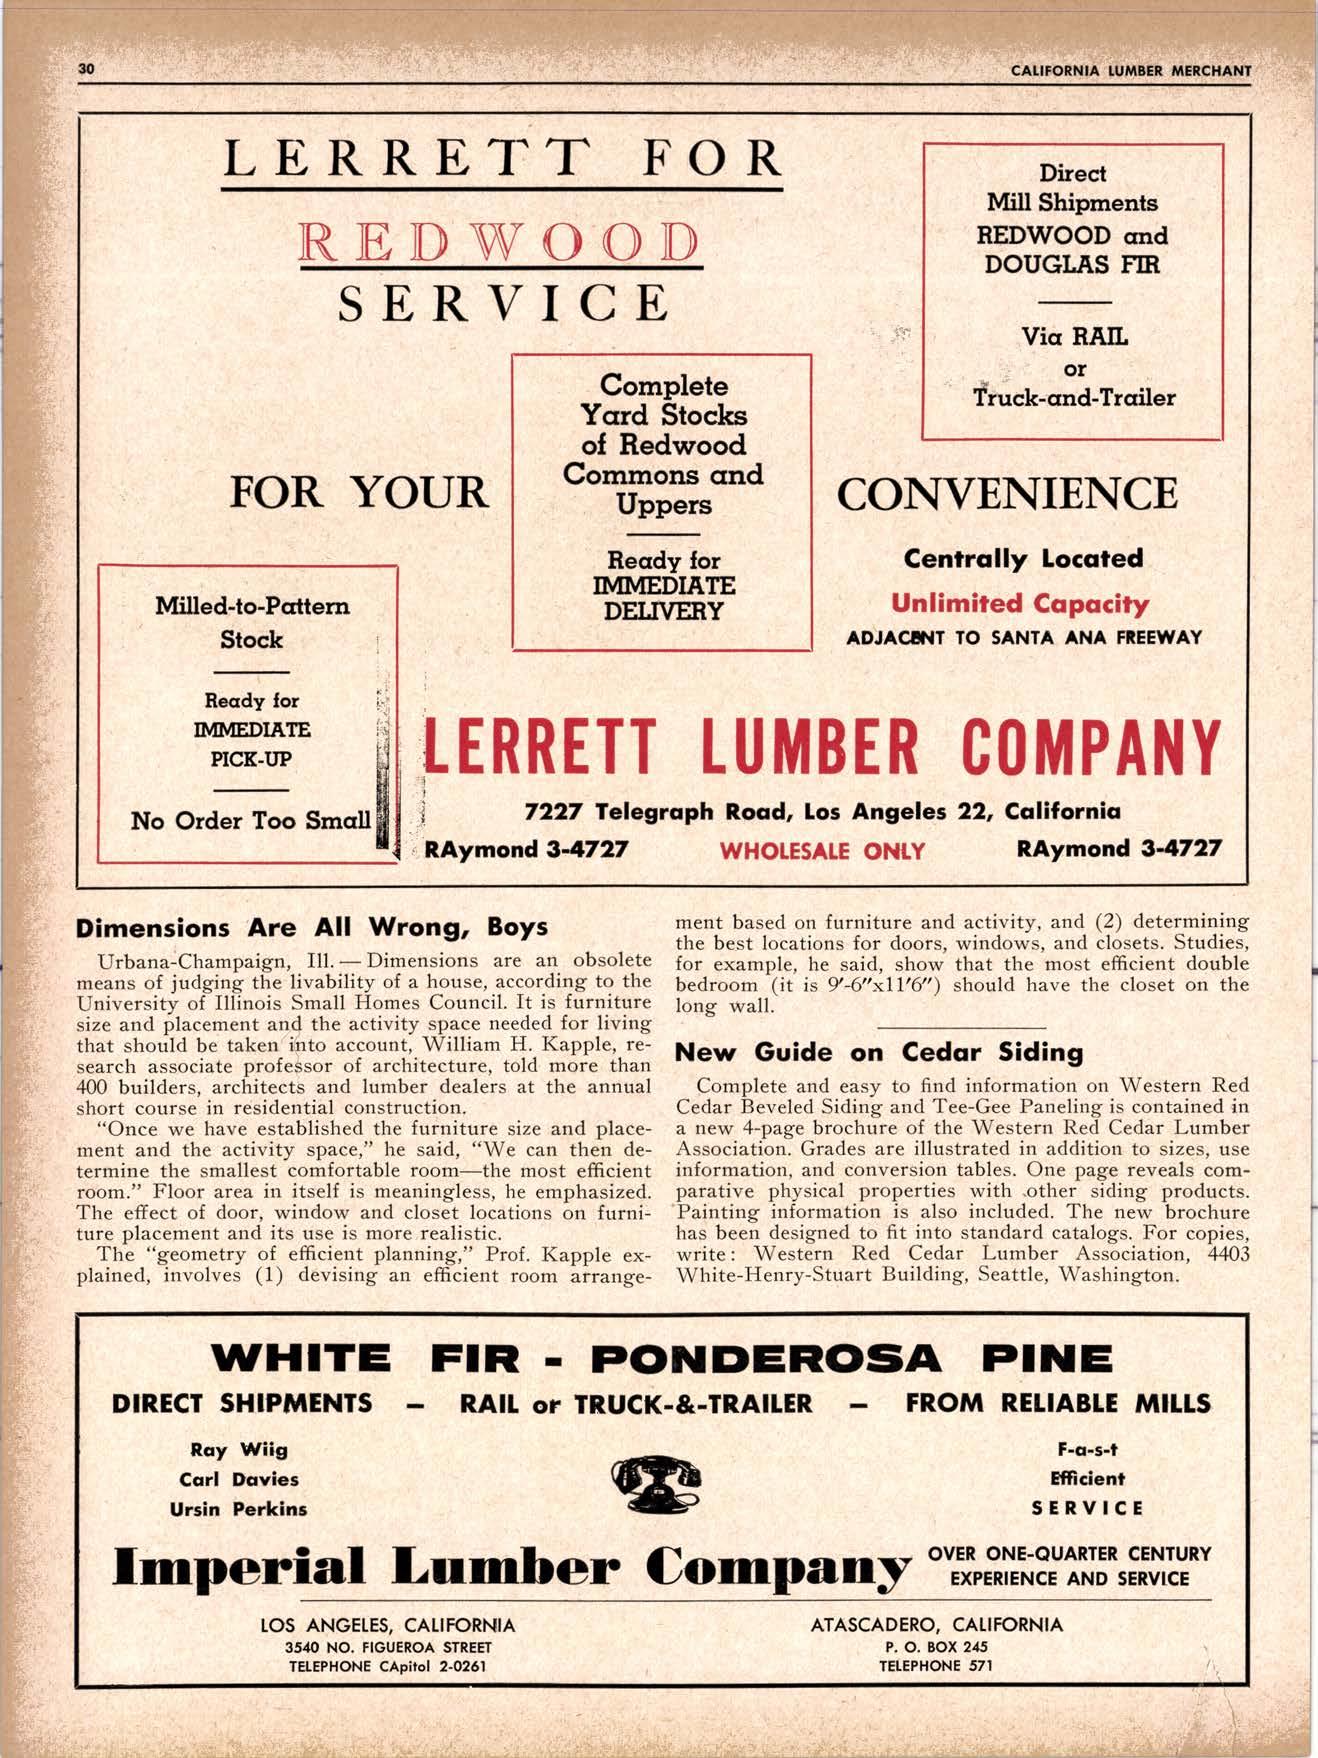 30
CALIFORNIA LUMBER MERCHANT
LERRETT FOR
REDWOOD
SERVICE
Direct
Mill Shipments
REDWOOD and
DOUGLAS FIR
Via RAIL
or
Truck-and-Trailer
Complete
Yard Stocks
of Redwood
Commons and
Uppers
Ready for
IMMEDIATE
DELIVERY
FOR YOUR
CONVENIENCE
Centrally Located
Unlimited Capacity
ADJACENT TO SANTA ANA FREEWAY
Milled-to-Pattern
Stock
Ready for
IMMEDIATE
PICK-UP
No Order Too Small
LERRETT LUMBER COMPANY
7227 Telegraph Road, Los Angeles 22, California
RAymond 3-4727 WHOLESALE ONLY RAymond 3-4727
Dimensions Are All Wrong, Boys
Urbana-Champaign, Ill. — Dimensions are an obsolete
means of judging the livability of a house, according to the
University of Illinois Small Homes Council. It is furniture
size and placement and the activity space needed for living
that should be taken into account, William H. Kapple, re-
search associate professor of architecture, told more than
400 builders, architects and lumber dealers at the annual
short course in residential construction.
“Once we have established the furniture size and place-
ment and the activity space,” he said, “We can then de-
termine the smallest comfortable room—the most efficient
room.” Floor area in itself is meaningless, he emphasized.
The effect of door, window and closet locations on furni-
ture placement and its use is more realistic.
The “geometry of efficient planning,” Prof. Kapple ex-
plained, involves (1) devising an efficient room arrange-
ment based on furniture and activity, and (2) determining
the best locations for doors, windows, and closets. Studies,
for example, he said, show that the most efficient double
bedroom (it is 9'-6"x11'6") should have the closet on the
long wall.
New Guide on Cedar Siding
Complete and easy to find information on Western Red
Cedar Beveled Siding and Tee-Gee Paneling is contained in
a new 4-page brochure of the Western Red Cedar Lumber
Association. Grades are illustrated in addition to sizes, use
information, and conversion tables. One page reveals com-
parative physical properties with other siding products.
Painting information is also included. The new brochure
has been designed to fit into standard catalogs. For copies,
write: Western Red Cedar Lumber Association, 4403
White-Henry-Stuart Building, Seattle, Washington.
WHITE FIR - PONDEROSA PINE
DIRECT SHIPMENTS — RAIL or TRUCK-&-TRAILER — FROM RELIABLE MILLS
Ray Wiig
Carl Davies
Ursin Perkins
F-a-s-t
Efficient
SERVICE
Imperial Lumber Company
OVER ONE-QUARTER CENTURY
EXPERIENCE AND SERVICE
LOS ANGELES, CALIFORNIA
3540 NO. FIGUEROA STREET
TELEPHONE CApitol 2-0261
ATASCADERO, CALIFORNIA
P. O. BOX 245
TELEPHONE 571